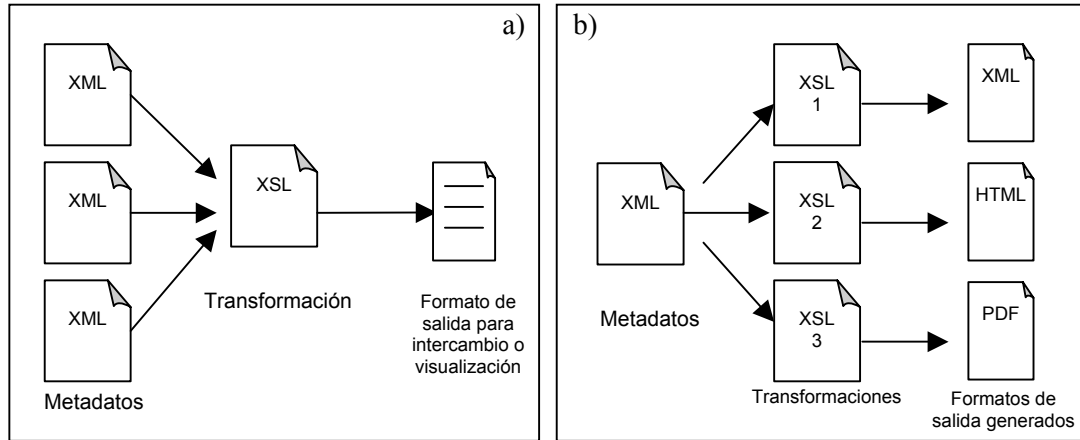 a)
XML
XML
XML
Metadatos
XSL
Transformación
Formato de
salida para
intercambio o
visualización
b)
XML
Metadatos
XSL
1
XSL
2
XSL
3
Transformaciones
XML
HTML
PDF
Formatos de
salida generados